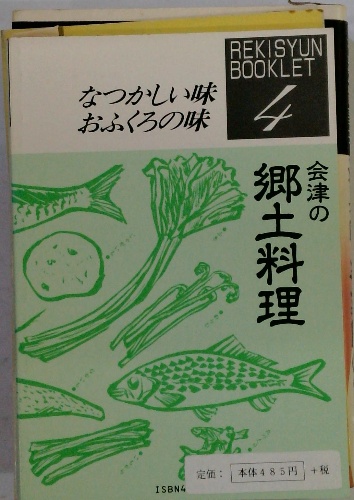 REKISYUN
BOOKLET
4
なつかしい味
おふくろの味
会津の
郷土料理
定価： 本体485円 +税
ISBN4